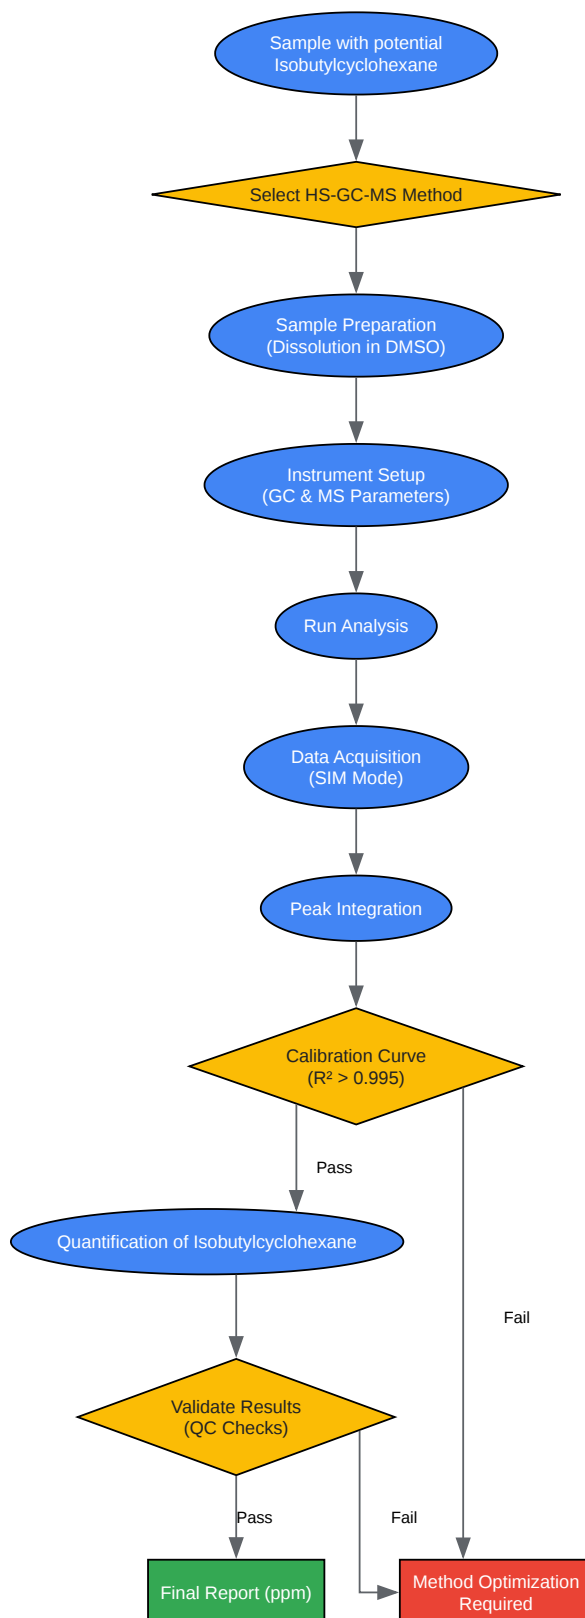 Sample with potential
Isobutylcyclohexane
Select HS-GC-MS Method
Sample Preparation
(Dissolution in DMSO)
Instrument Setup
(GC & MS Parameters)
Run Analysis
Data Acquisition
(SIM Mode)
Peak Integration
Calibration Curve
(R² > 0.995)
Pass
Quantification of Isobutylcyclohexane
Fail
Validate Results
(QC Checks)
Pass
Fail
Final Report (ppm)
Method Optimization
Required